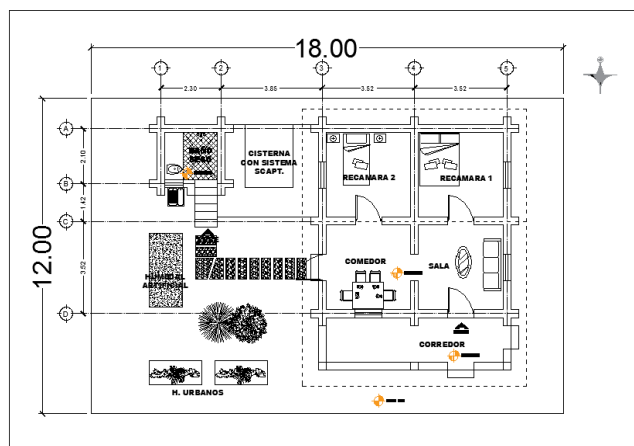 18.00
1
2
3
4
5
2.30
3.85
3.52
3.52
12.00
A
B
C
D
2.10
1.42
3.52
BAÑO
SECO
CISTERNA
CON SISTEMA
SCAPT.
RECAMARA 2
RECAMARA 1
HUMEDAL
ARTIFICIAL
COMEDOR
SALA
CORREDOR
H. URBANOS